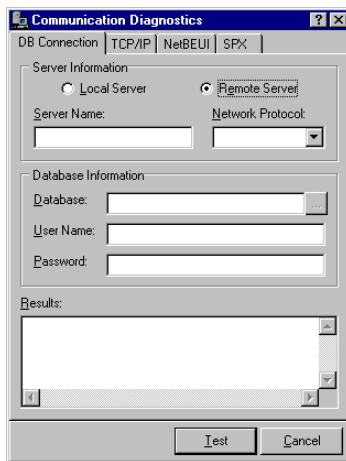 Communication Diagnostics
DB Connection TCP/IP NetBEUI SPX
Server Information
Local Server Remote Server
Server Name: Network Protocol:
Database Information
Database: ...
User Name:
Password:
Results:
Test Cancel